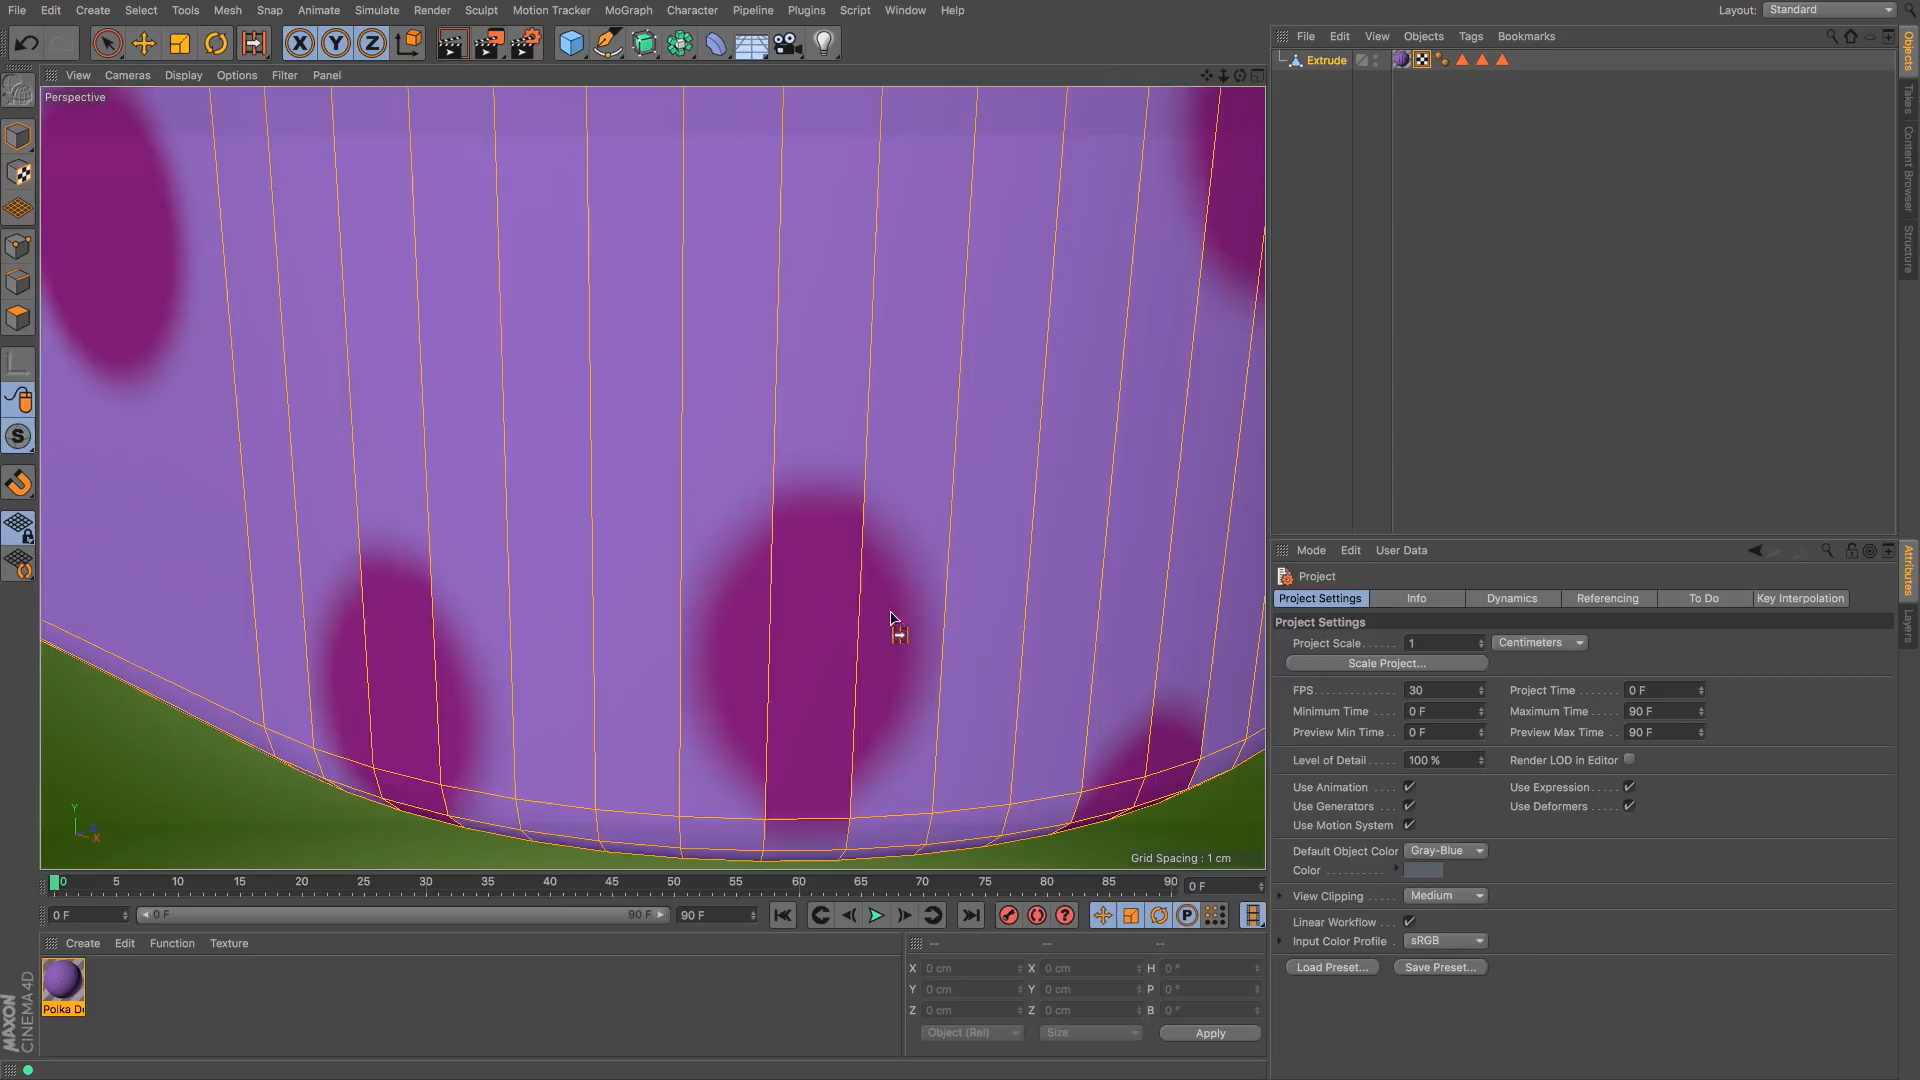 File Edit Create Select Tools Mesh Snap Animate Simulate Render Sculpt Motion Tracker MoGraph Character Pipeline Plugins Script Window Help Layout: Standard
View Cameras Display Options Filter Panel
Perspective
Grid Spacing : 1 cm
0 5 10 15 20 25 30 35 40 45 50 55 60 65 70 75 80 85 90 0 F
0 F 0 F 90 F 90 F
Create Edit Function Texture
Polka D
MAXON CINEMA 4D
-- -- --
X 0 cm X 0 cm H 0 °
Y 0 cm Y 0 cm P 0 °
Z 0 cm Z 0 cm B 0 °
Object (Rel) Size Apply
File Edit View Objects Tags Bookmarks
Extrude
Objects
Takes
Content Browser
Structure
Mode Edit User Data
Project
Project Settings Info Dynamics Referencing To Do Key Interpolation
Project Settings
Project Scale 1 Centimeters
Scale Project...
FPS 30 Project Time 0 F
Minimum Time 0 F Maximum Time 90 F
Preview Min Time 0 F Preview Max Time 90 F
Level of Detail 100 % Render LOD in Editor
Use Animation Use Expression
Use Generators Use Deformers
Use Motion System
Default Object Color Gray-Blue
Color
View Clipping Medium
Linear Workflow
Input Color Profile sRGB
Load Preset... Save Preset...
Attributes
Layers
X Y Z
S
P
Y
X